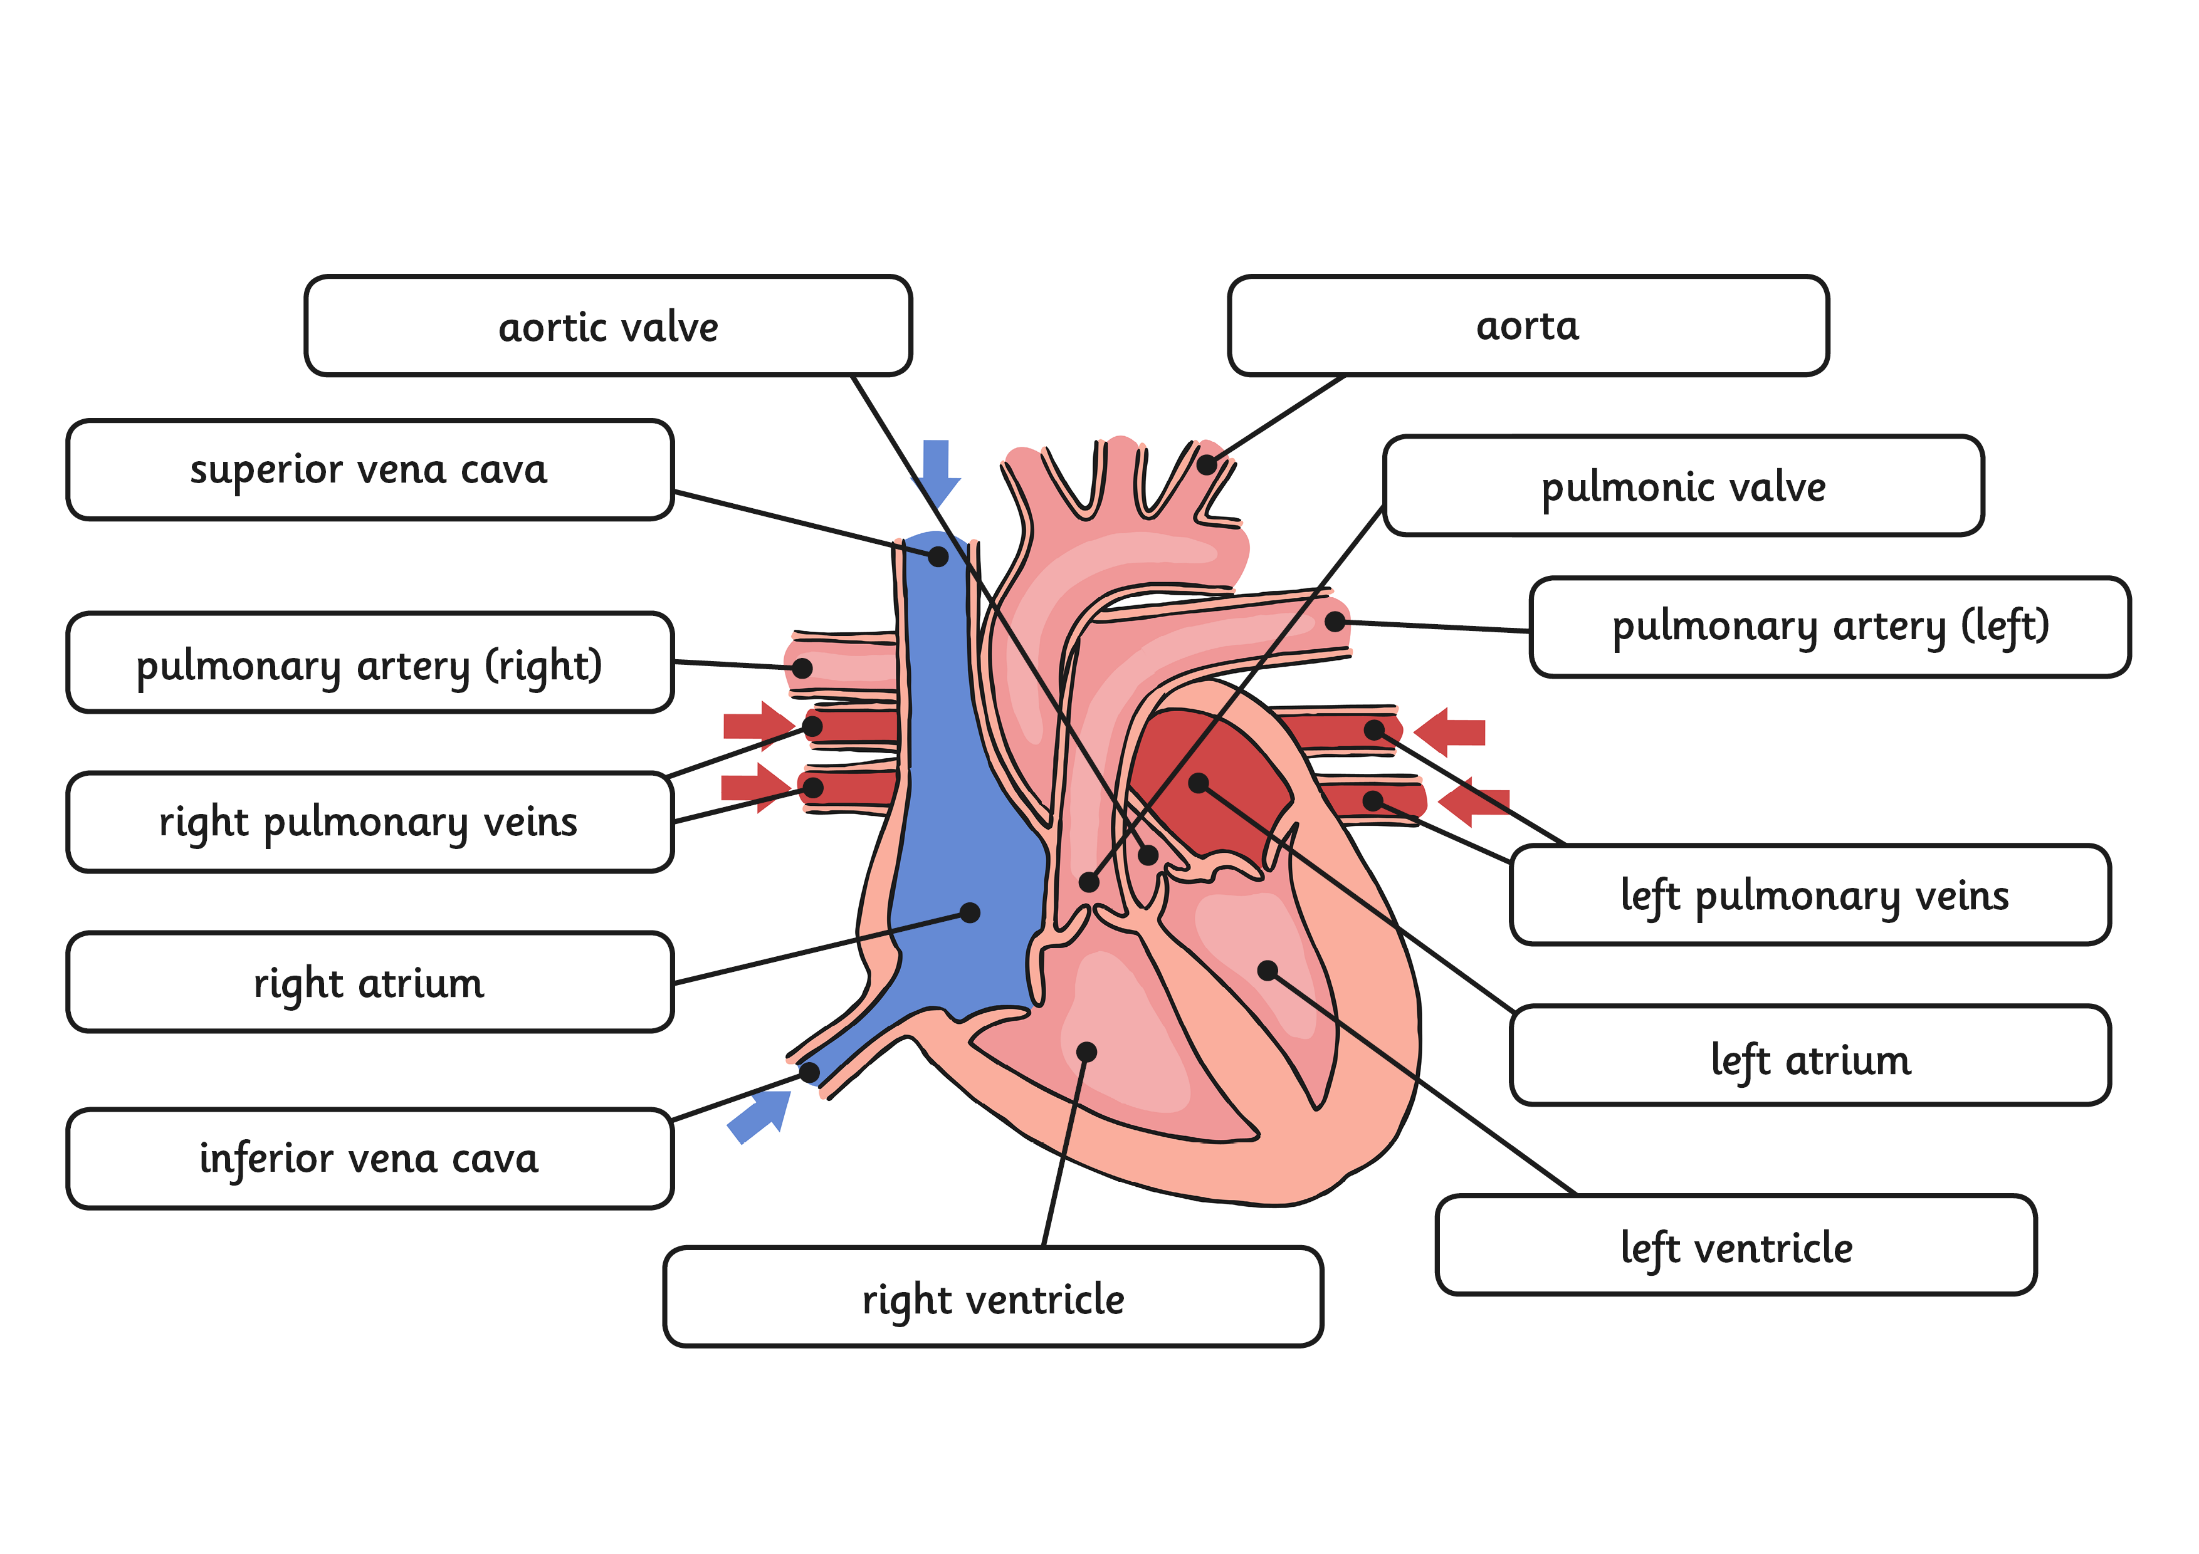 aortic valve
aorta
superior vena cava
pulmonic valve
pulmonary artery (right)
pulmonary artery (left)
right pulmonary veins
left pulmonary veins
right atrium
left atrium
inferior vena cava
left ventricle
right ventricle